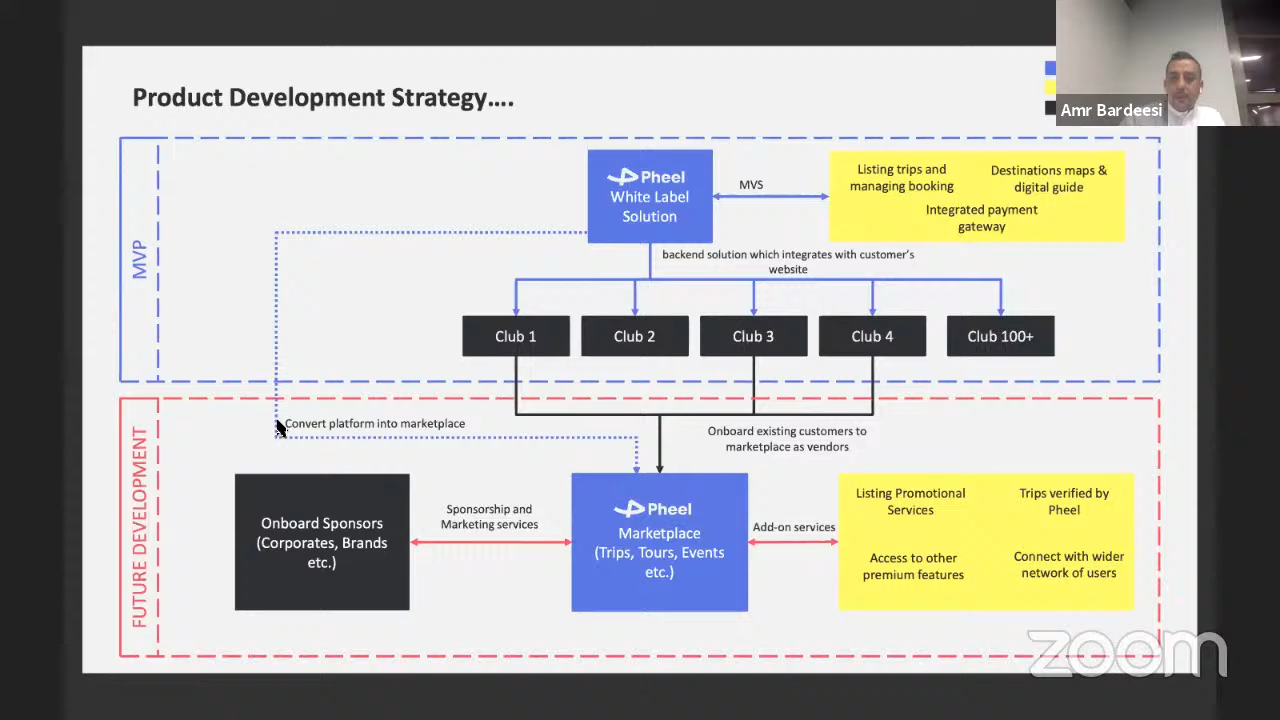 Amr Bardeesi
Product Development Strategy....
MVP
Pheel
White Label
Solution
MVS
Listing trips and
managing booking
Destinations maps &
digital guide
Integrated payment
gateway
backend solution which integrates with customer's
website
Club 1
Club 2
Club 3
Club 4
Club 100+
FUTURE DEVELOPMENT
Convert platform into marketplace
Onboard existing customers to
marketplace as vendors
Onboard Sponsors
(Corporates, Brands
etc.)
Sponsorship and
Marketing services
Pheel
Marketplace
(Trips, Tours, Events
etc.)
Add-on services
Listing Promotional
Services
Trips verified by
Pheel
Access to other
premium features
Connect with wider
network of users
zoom